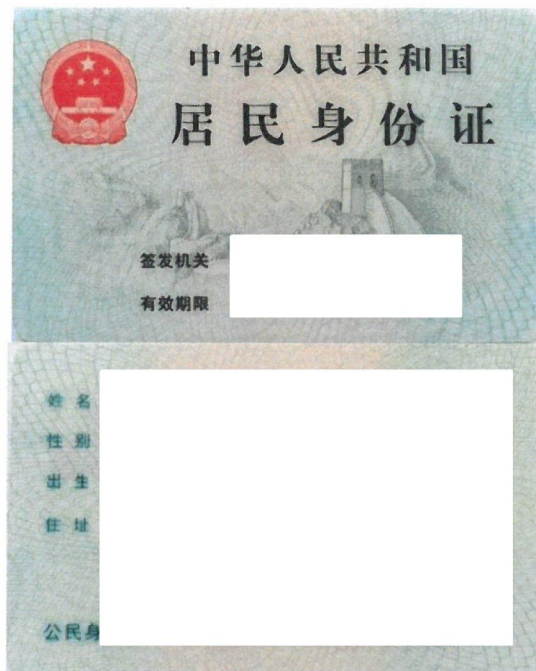 中华人民共和国
居民身份证
签发机关
有效期限
姓名
性别
出生
住址
公民身